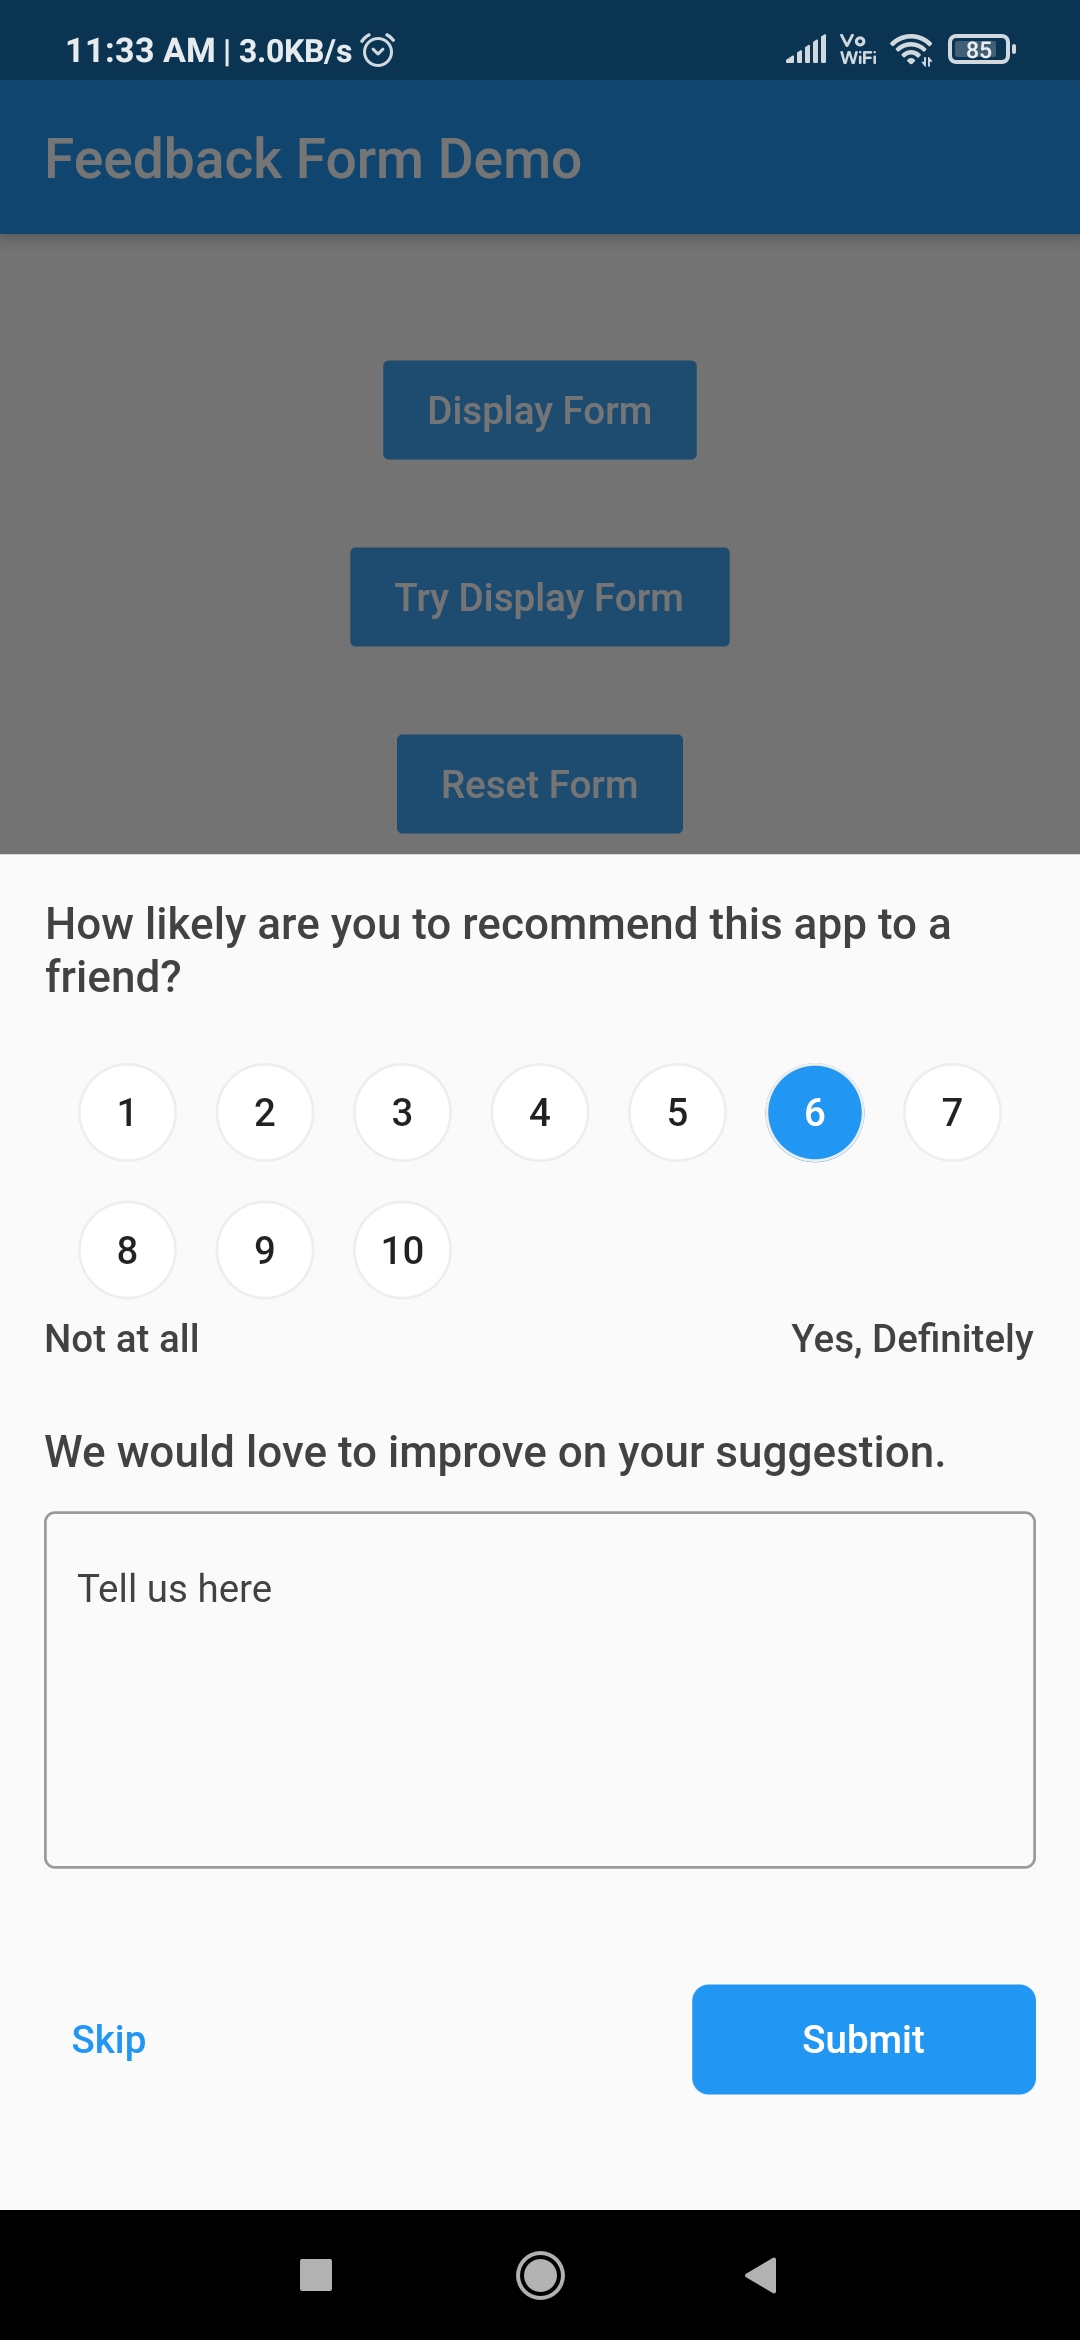 11:33 AM | 3.0KB/s Vo WiFi 85
Feedback Form Demo
Display Form
Try Display Form
Reset Form
How likely are you to recommend this app to a
friend?
1 2 3 4 5 6 7
8 9 10
Not at all Yes, Definitely
We would love to improve on your suggestion.
Tell us here
Skip Submit